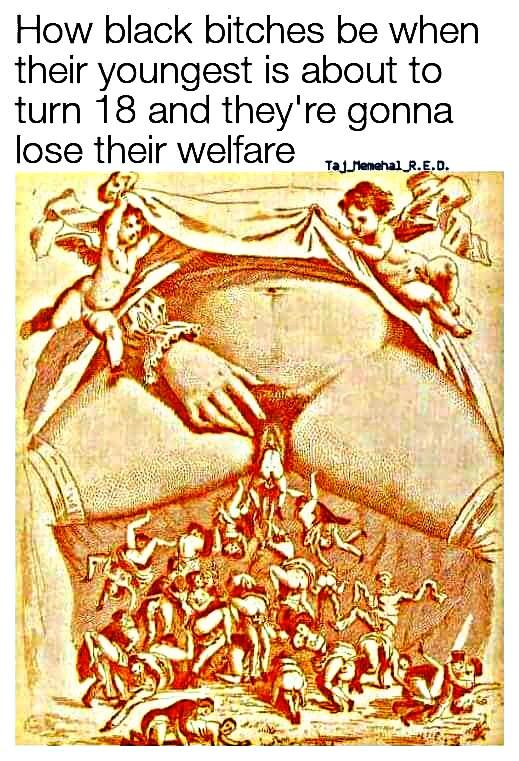 How black bitches be when
their youngest is about to
turn 18 and they're gonna
lose their welfare
Taj_Memehal_R.E.D.